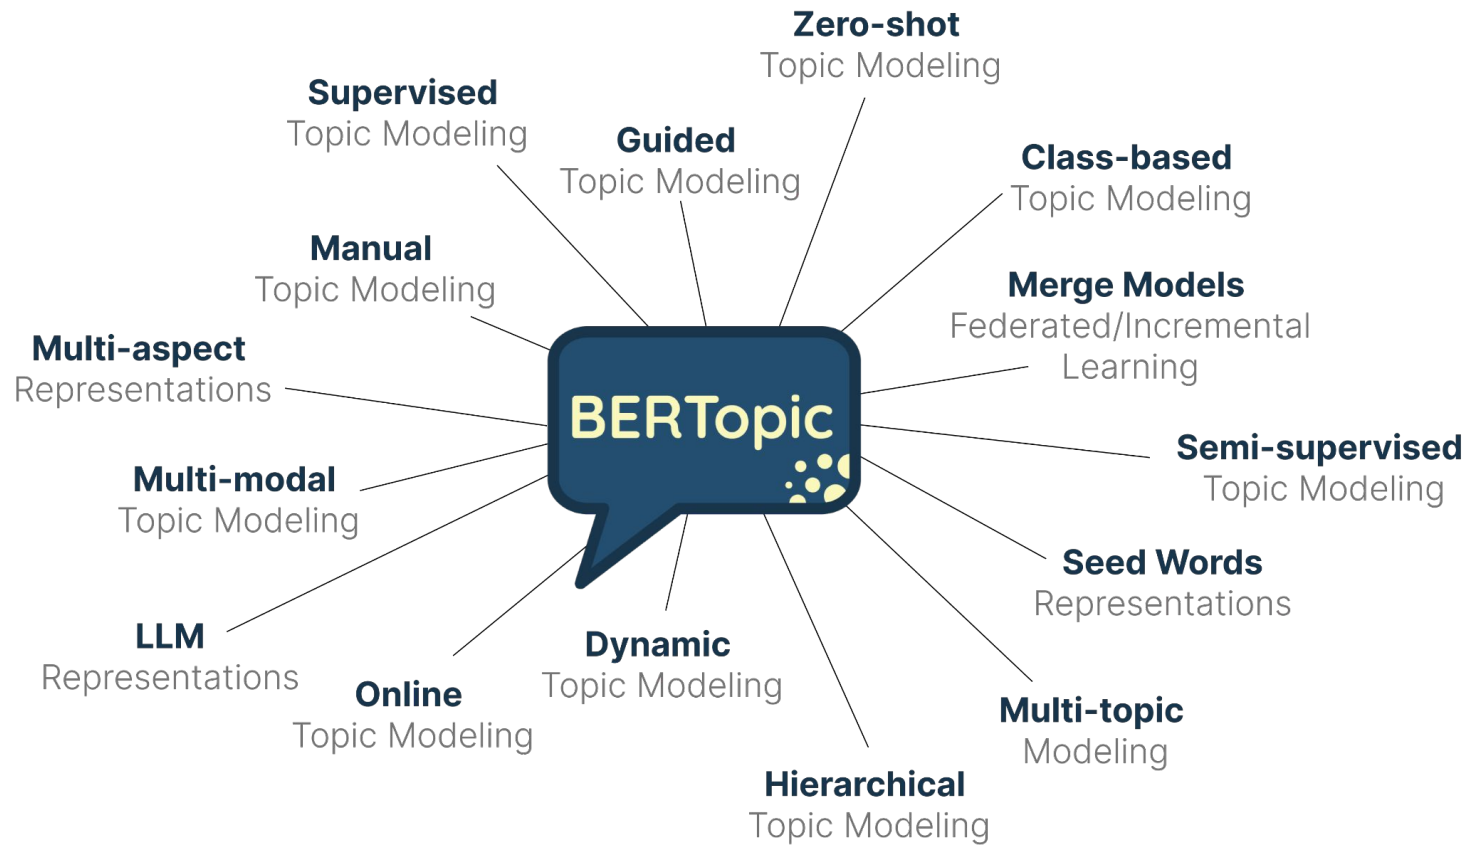 Zero-shot
Topic Modeling
Supervised
Topic Modeling
Guided
Topic Modeling
Class-based
Topic Modeling
Manual
Topic Modeling
Merge Models
Federated/Incremental
Learning
Multi-aspect
Representations
BERTopic
Semi-supervised
Topic Modeling
Multi-modal
Topic Modeling
Seed Words
Representations
LLM
Representations
Dynamic
Topic Modeling
Online
Topic Modeling
Multi-topic
Modeling
Hierarchical
Topic Modeling